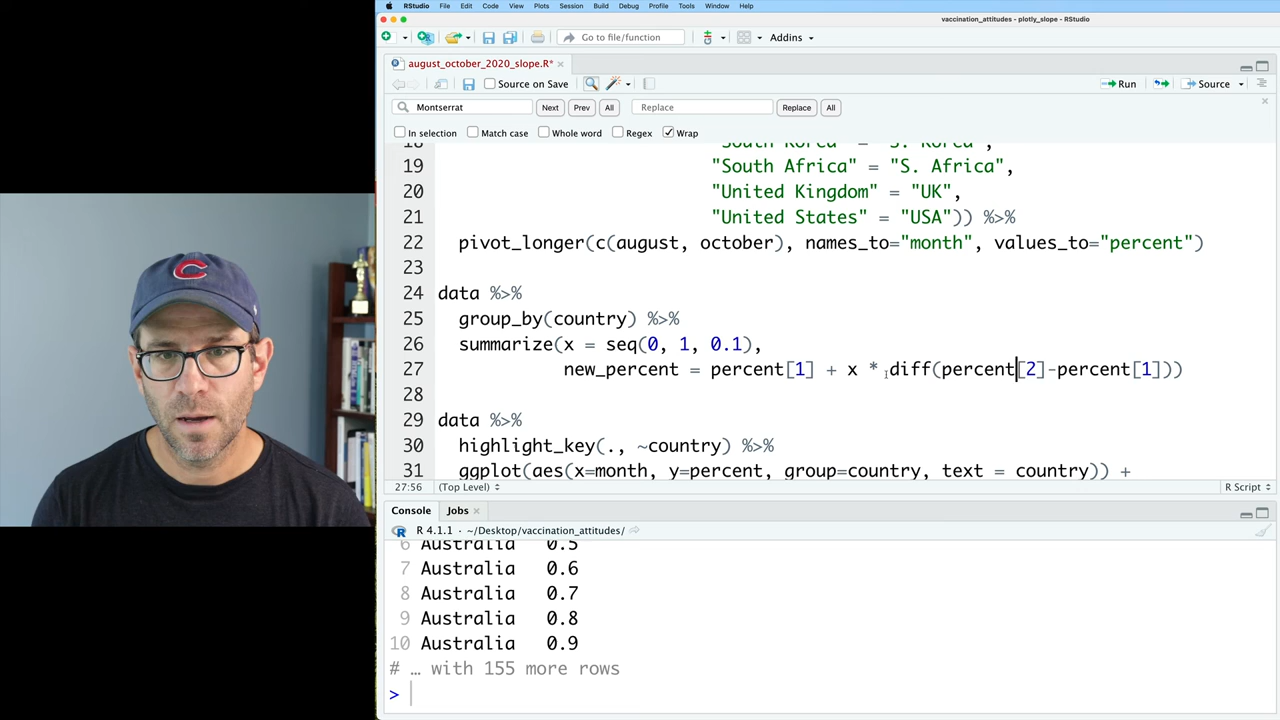 RStudio File Edit Code View Plots Session Build Debug Profile Tools Window Help
vaccination_attitudes - plotly_slope - RStudio
Go to file/function Addins
august_october_2020_slope.R*
Source on Save Run Source
Montserrat Next Prev All Replace Replace All
In selection Match case Whole word Regex Wrap
18 "South Korea" = "S. Korea",
19 "South Africa" = "S. Africa",
20 "United Kingdom" = "UK",
21 "United States" = "USA")) %>%
22 pivot_longer(c(august, october), names_to="month", values_to="percent")
23
24 data %>%
25 group_by(country) %>%
26 summarize(x = seq(0, 1, 0.1),
27 new_percent = percent[1] + x * diff(percent[2]-percent[1]))
28
29 data %>%
30 highlight_key(., ~country) %>%
31 ggplot(aes(x=month, y=percent, group=country, text = country)) +
27:56 (Top Level) R Script
Console Jobs
R 4.1.1 · ~/Desktop/vaccination_attitudes/
6 Australia 0.5
7 Australia 0.6
8 Australia 0.7
9 Australia 0.8
10 Australia 0.9
# … with 155 more rows
>